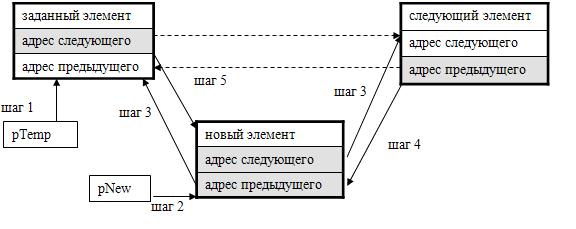 заданный элемент
адрес следующего
адрес предыдущего
следующий элемент
адрес следующего
адрес предыдущего
шаг 1
шаг 3
шаг 5
шаг 3
pTemp
новый элемент
адрес следующего
адрес предыдущего
шаг 4
pNew
шаг 2